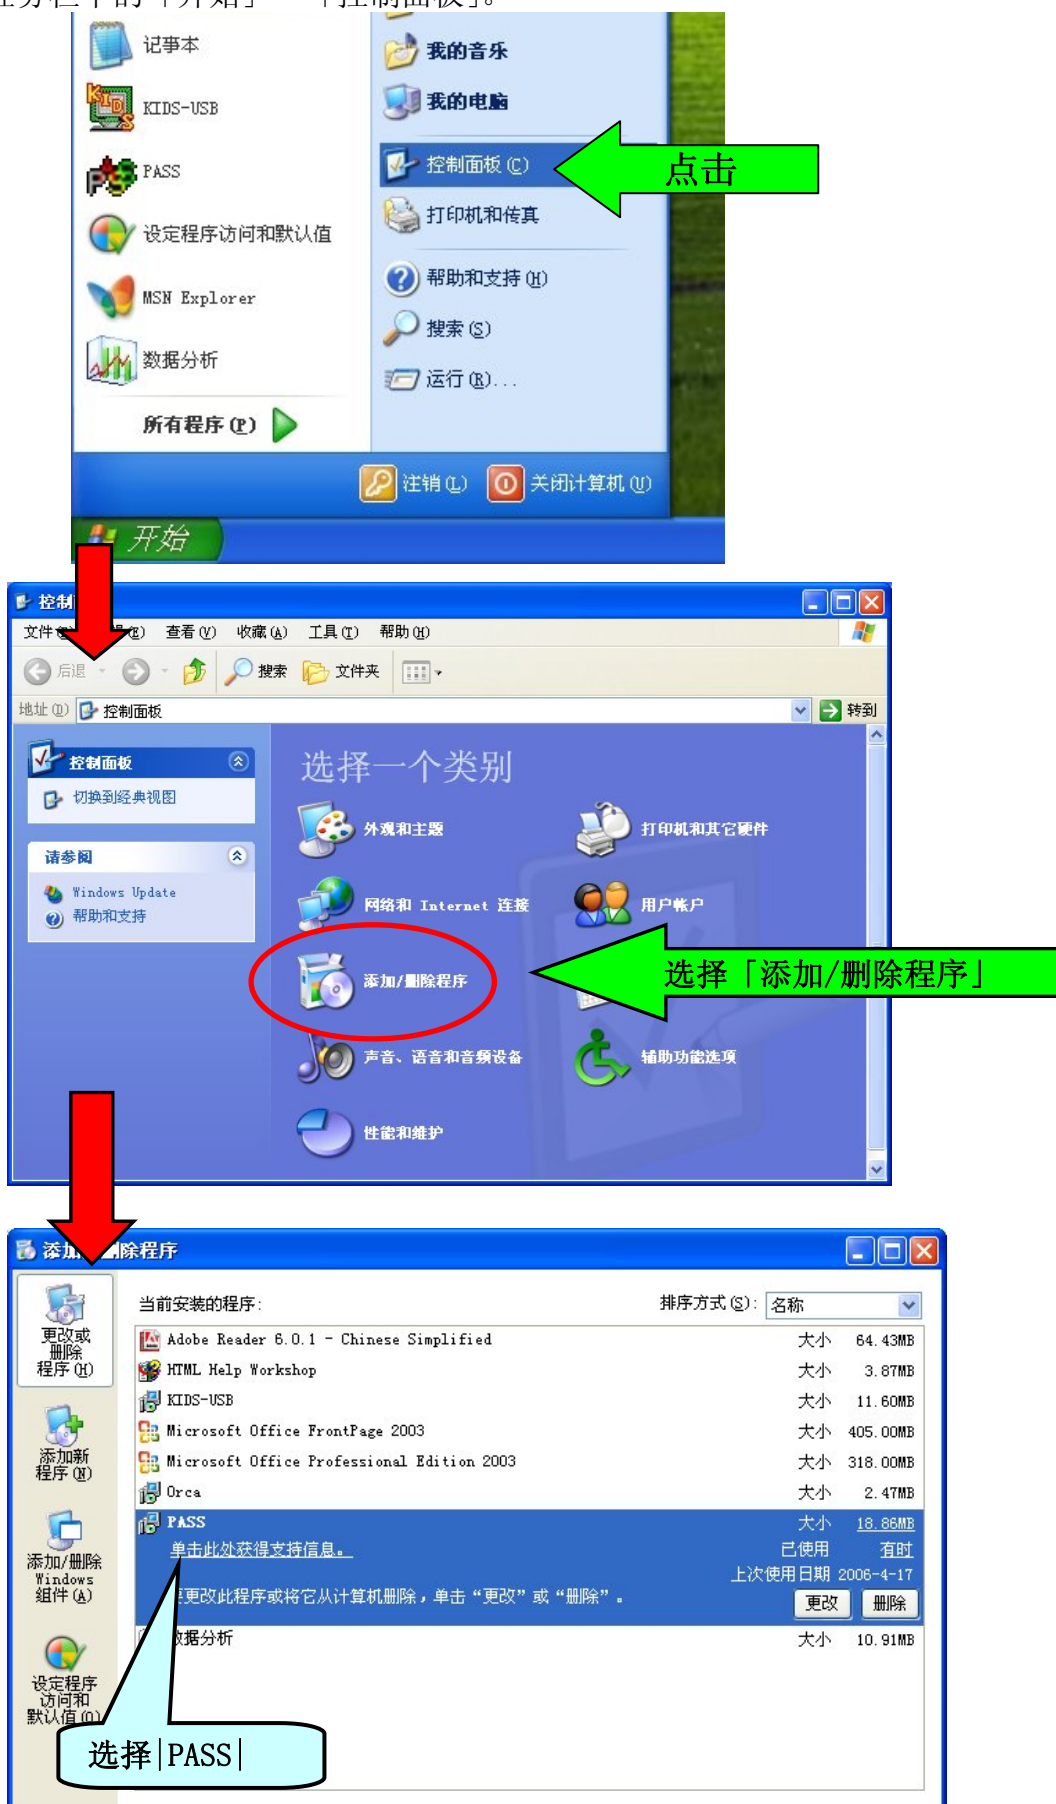 「开始」 「控制面板」。
记事本
KIDS-USB
PASS
设定程序访问和默认值
MSN Explorer
数据分析
所有程序(P)
我的音乐
我的电脑
控制面板(C)
点击
打印机和传真
帮助和支持(H)
搜索(S)
运行(R)...
注销(L)
关闭计算机(U)
开始
控制
文件 (E) 查看(V) 收藏(A) 工具(T) 帮助(H)
后退 搜索 文件夹
地址(D) 控制面板 转到
控制面板
切换到经典视图
请参阅
Windows Update
帮助和支持
选择一个类别
外观和主题
打印机和其它硬件
网络和 Internet 连接
用户帐户
添加/删除程序
选择「添加/删除程序」
声音、语音和音频设备
辅助功能选项
性能和维护
添加 除程序
更改或
删除
程序(H)
添加新
程序(N)
添加/删除
Windows
组件(A)
设定程序
访问和
默认值(O)
当前安装的程序: 排序方式(S): 名称
Adobe Reader 6.0.1 - Chinese Simplified 大小 64.43MB
HTML Help Workshop 大小 3.87MB
KIDS-USB 大小 11.60MB
Microsoft Office FrontPage 2003 大小 405.00MB
Microsoft Office Professional Edition 2003 大小 318.00MB
Orca 大小 2.47MB
PASS 大小 18.86MB
单击此处获得支持信息。 已使用 有时
上次使用日期 2006-4-17
更改此程序或将它从计算机删除，单击“更改”或“删除”。 更改 删除
据分析 大小 10.91MB
选择|PASS|